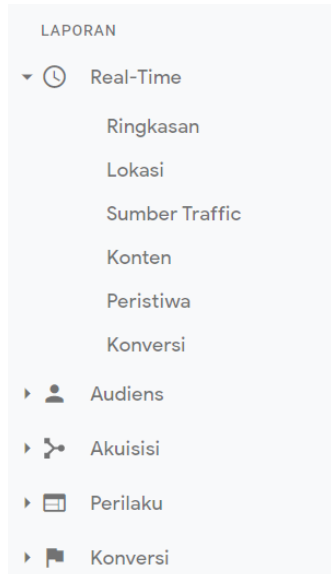 LAPORAN
Real-Time
Ringkasan
Lokasi
Sumber Traffic
Konten
Peristiwa
Konversi
Audiens
Akuisisi
Perilaku
Konversi